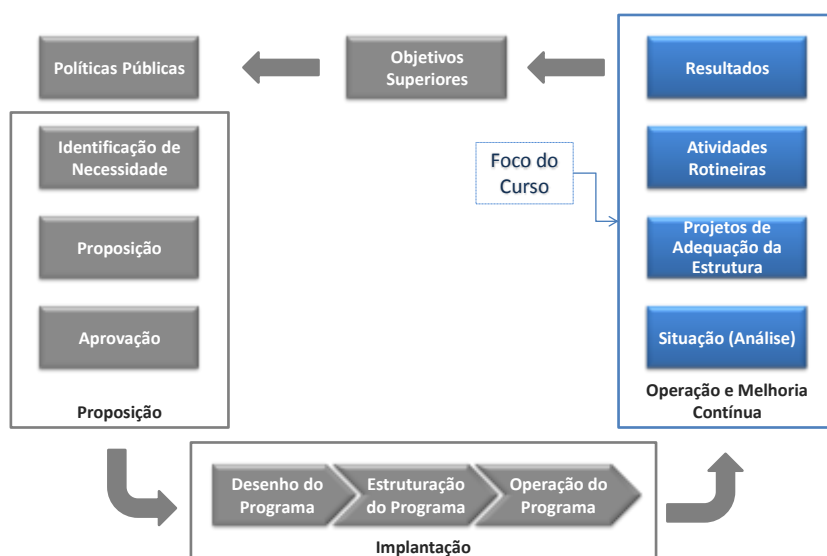 Políticas Públicas
Objetivos
Superiores
Resultados
Identificação de
Necessidade
Proposição
Aprovação
Proposição
Foco do
Curso
Atividades
Rotineiras
Projetos de
Adequação da
Estrutura
Situação (Análise)
Operação e Melhoria
Contínua
Desenho do
Programa
Estruturação
do Programa
Operação do
Programa
Implantação